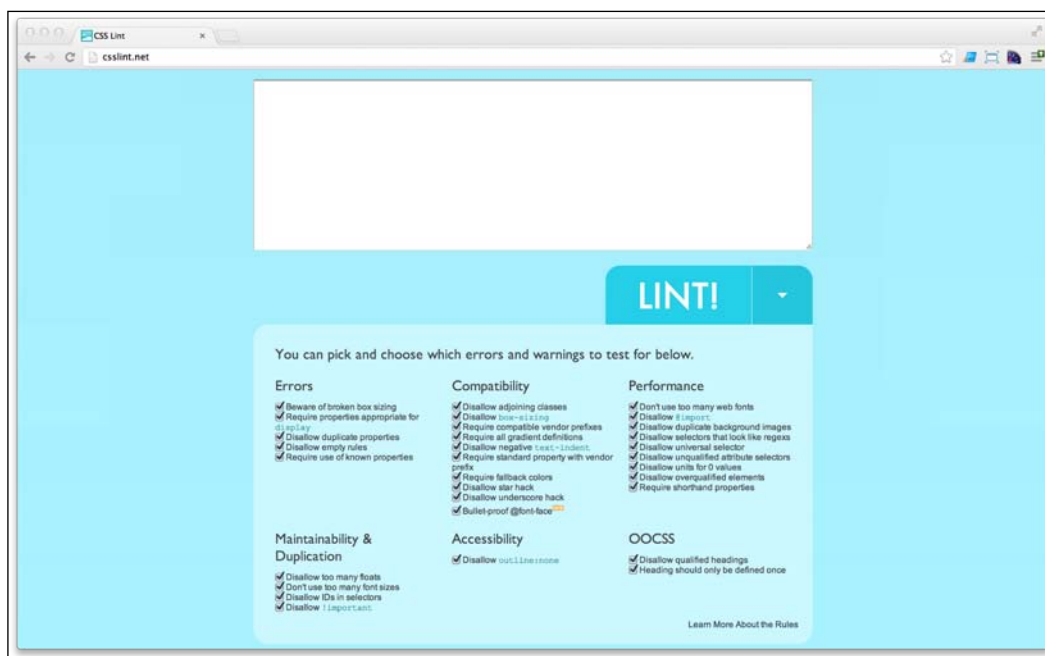 CSS Lint
csslint.net
LINT!
You can pick and choose which errors and warnings to test for below.
Errors
Beware of broken box sizing
Require properties appropriate for
display
Disallow duplicate properties
Disallow empty rules
Require use of known properties
Compatibility
Disallow adjoining classes
Disallow box-sizing
Require compatible vendor prefixes
Require all gradient definitions
Disallow negative text-indent
Require standard property with vendor
prefix
Require fallback colors
Disallow star hack
Disallow underscore hack
Bullet-proof @font-face
Performance
Don't use too many web fonts
Disallow @import
Disallow duplicate background images
Disallow selectors that look like regexs
Disallow universal selector
Disallow unqualified attribute selectors
Disallow units for 0 values
Disallow overqualified elements
Require shorthand properties
Maintainability &
Duplication
Disallow too many floats
Don't use too many font sizes
Disallow IDs in selectors
Disallow !important
Accessibility
Disallow outline:none
OOCSS
Disallow qualified headings
Heading should only be defined once
Learn More About the Rules